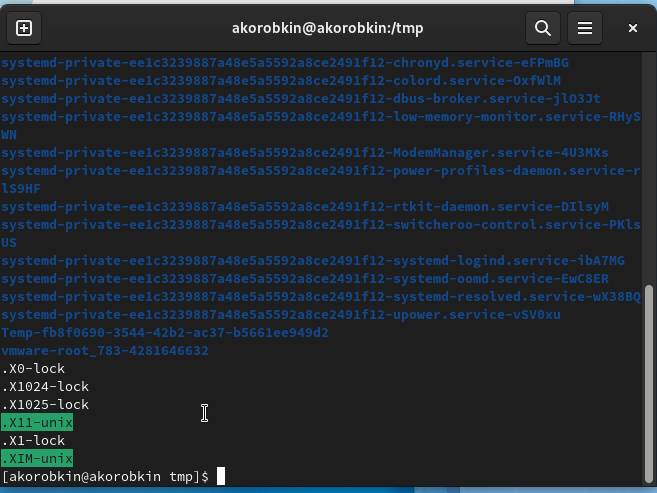 akorobkin@akorobkin:/tmp
systemd-private-ee1c3239887a48e5a5592a8ce2491f12-chronyd.service-eFPmBG
systemd-private-ee1c3239887a48e5a5592a8ce2491f12-colord.service-OxfWlM
systemd-private-ee1c3239887a48e5a5592a8ce2491f12-dbus-broker.service-jlO3Jt
systemd-private-ee1c3239887a48e5a5592a8ce2491f12-low-memory-monitor.service-RHyS
WN
systemd-private-ee1c3239887a48e5a5592a8ce2491f12-ModemManager.service-4U3MXs
systemd-private-ee1c3239887a48e5a5592a8ce2491f12-power-profiles-daemon.service-r
lS9HF
systemd-private-ee1c3239887a48e5a5592a8ce2491f12-rtkit-daemon.service-DIlsyM
systemd-private-ee1c3239887a48e5a5592a8ce2491f12-switcheroo-control.service-PKls
US
systemd-private-ee1c3239887a48e5a5592a8ce2491f12-systemd-logind.service-ibA7MG
systemd-private-ee1c3239887a48e5a5592a8ce2491f12-systemd-oomd.service-EwC8ER
systemd-private-ee1c3239887a48e5a5592a8ce2491f12-systemd-resolved.service-wX38BQ
systemd-private-ee1c3239887a48e5a5592a8ce2491f12-upower.service-vSV0xu
Temp-fb8f0690-3544-42b2-ac37-b5661ee949d2
vmware-root_783-4281646632
.X0-lock
.X1024-lock
.X1025-lock
.X11-unix
.X1-lock
.XIM-unix
[akorobkin@akorobkin tmp]$